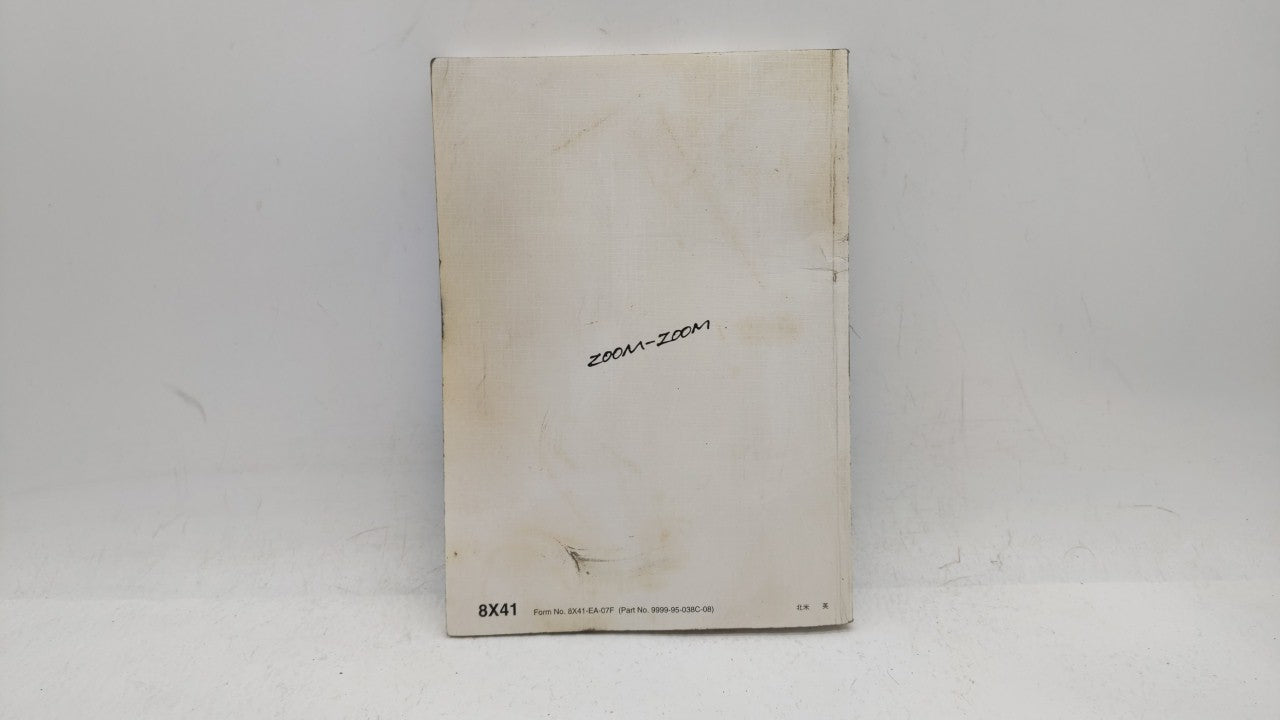 ZOOM-ZOOM
8X41 Form No. 8X41-EA-07F (Part No. 9999-95-038C-08) 北米 英